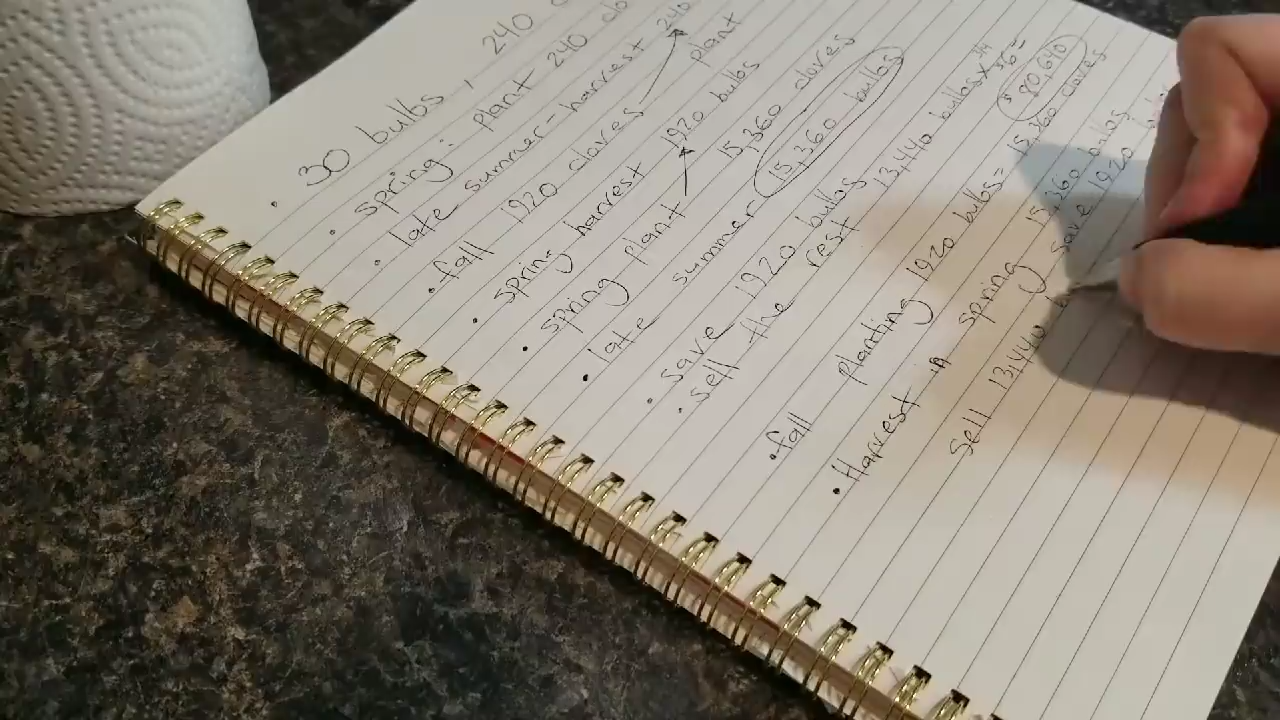 30 bulbs, 240
spring: plant 240
late summer-harvest 240
fall 1920 cloves plant
spring harvest 1920 bulbs
spring plant 15,360 cloves
late summer 15,360 bulbs
save 1920 bulbs
sell the rest 13,440 bulbs x
$80,640
fall planting 1920 bulbs = 15,360 cloves
Harvest in spring 15,360 bulbs
save 1920
Sell 13,440